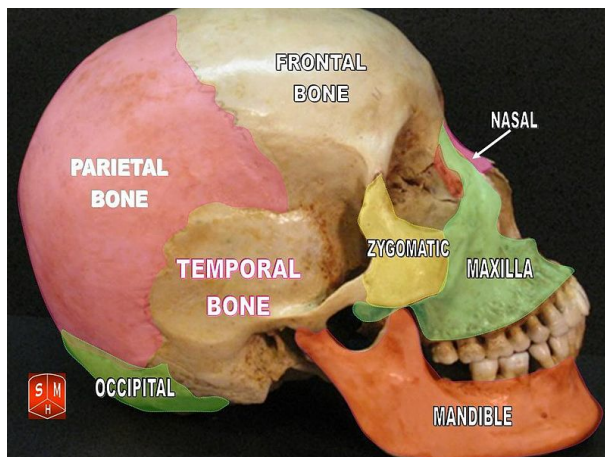 FRONTAL
BONE
NASAL
PARIETAL
BONE
ZYGOMATIC
MAXILLA
TEMPORAL
BONE
OCCIPITAL
MANDIBLE
S M
H